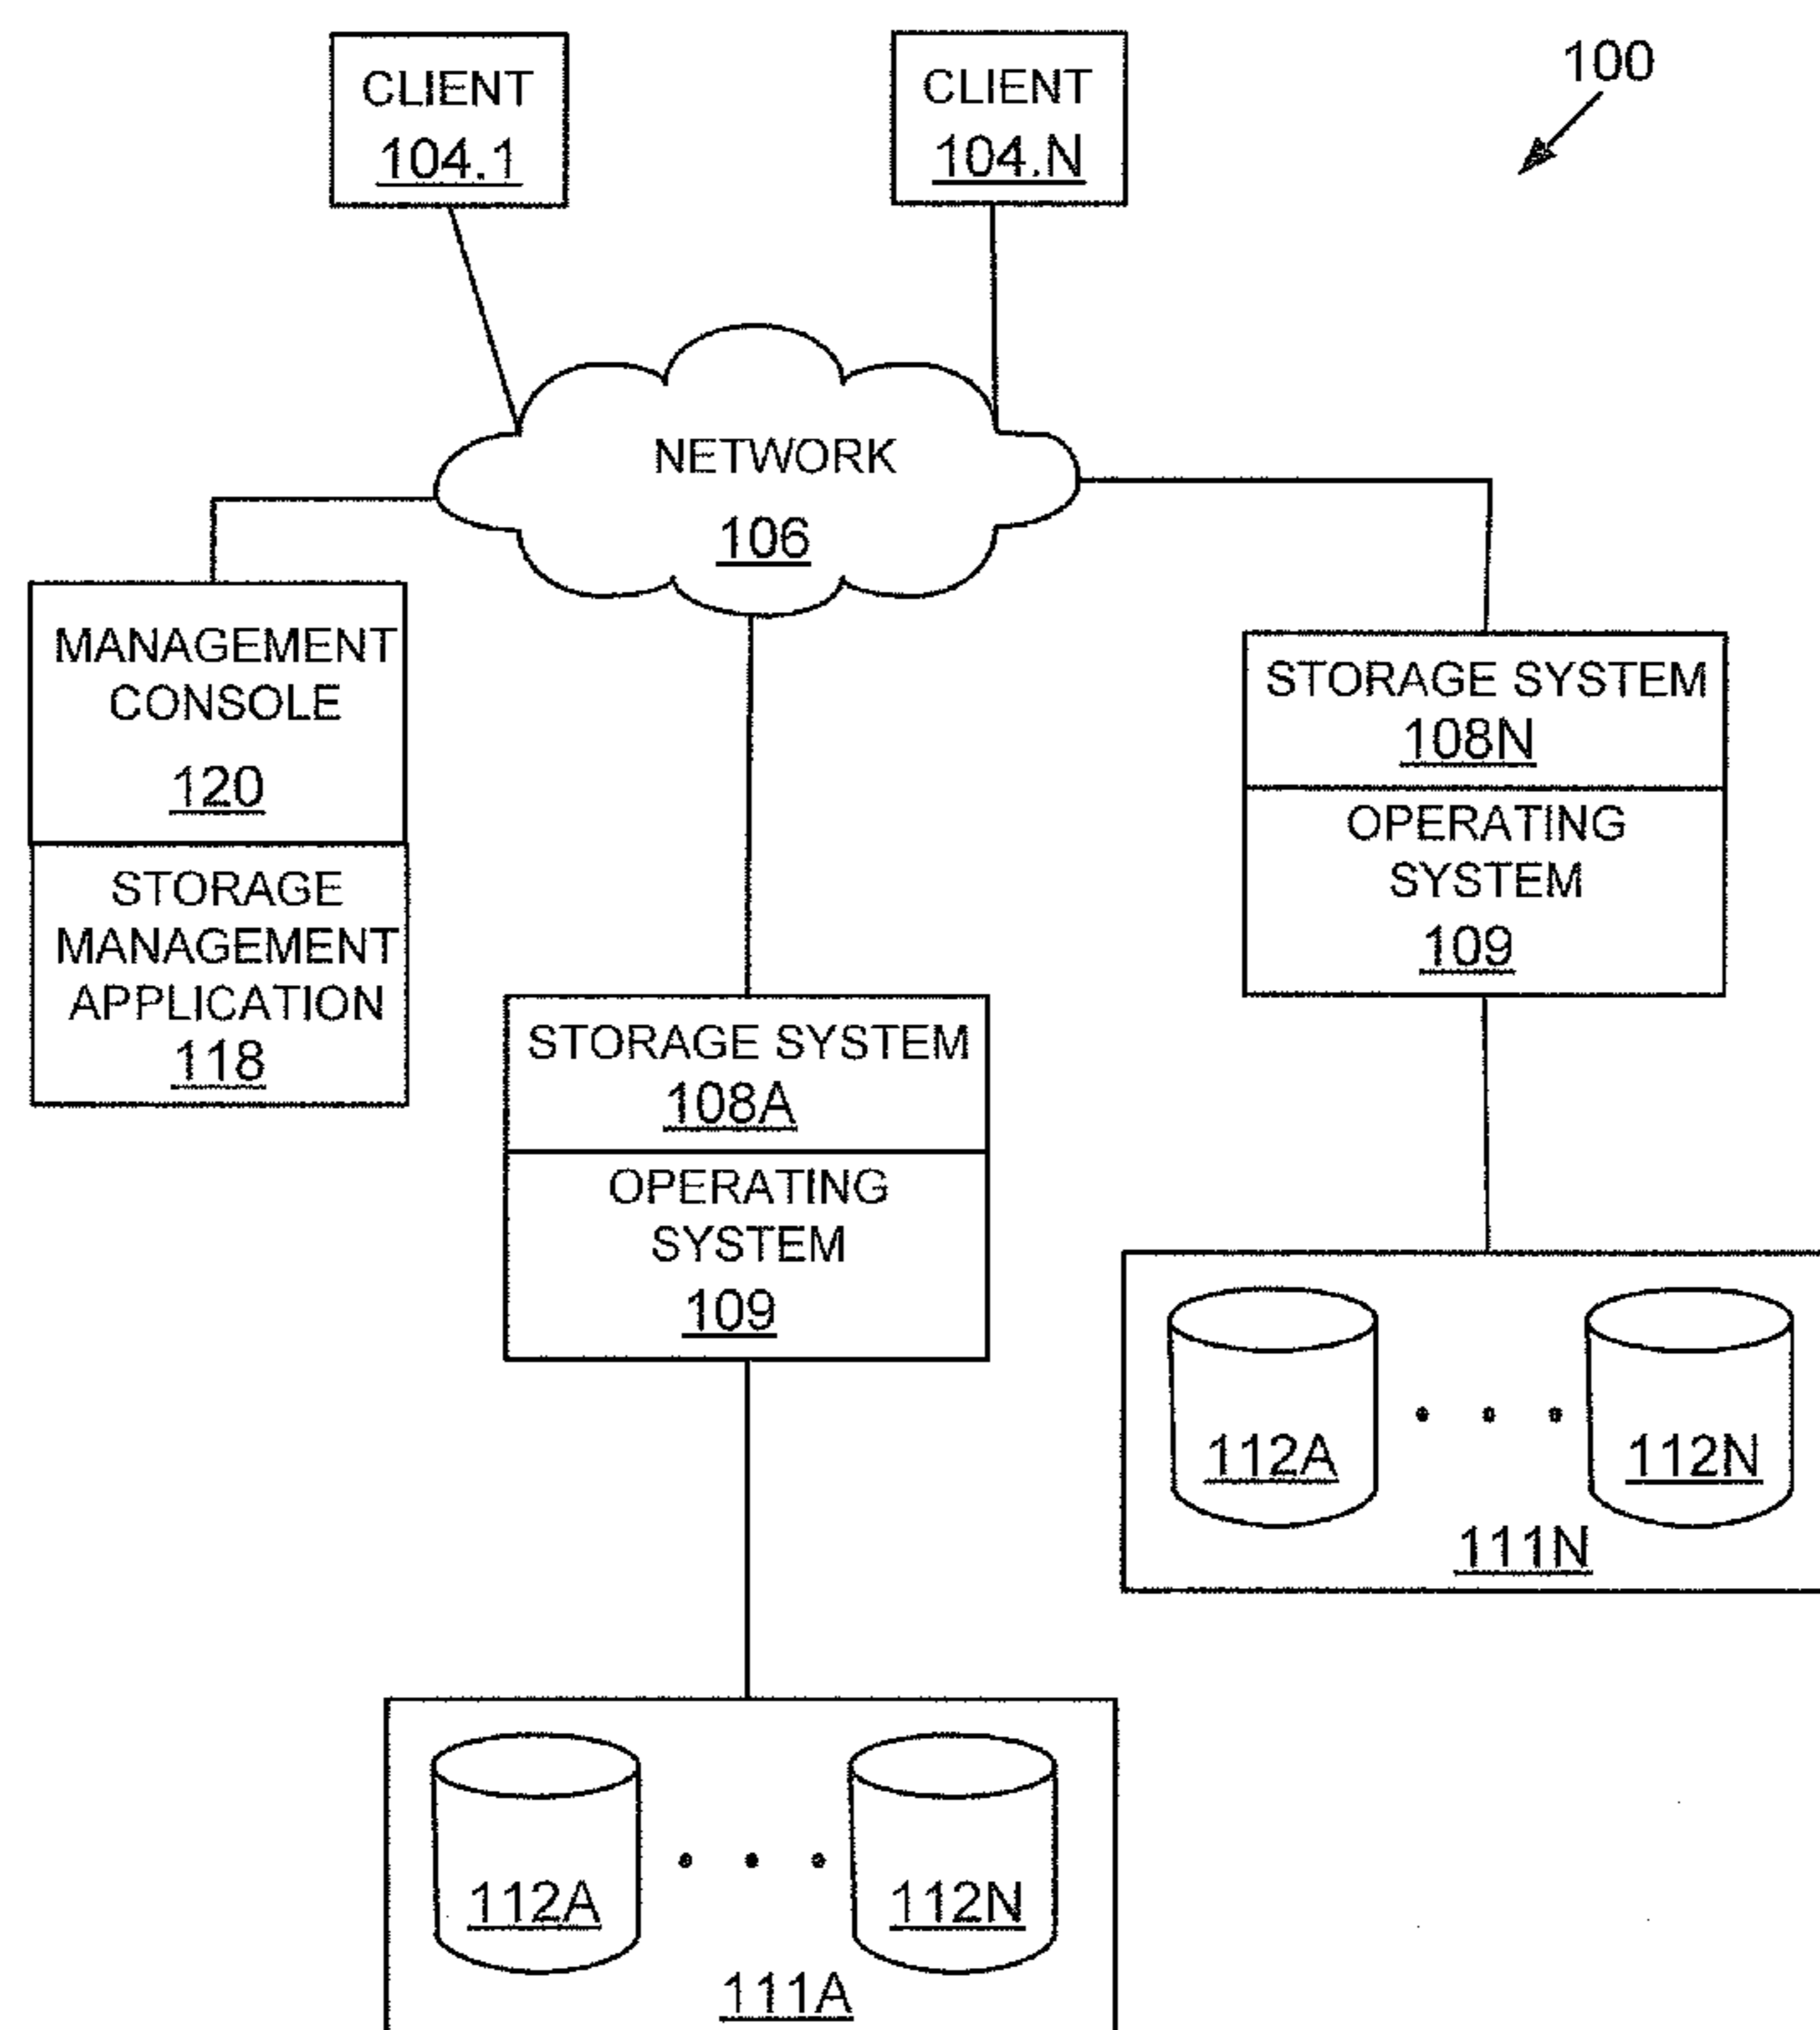 CLIENT
104.1
CLIENT
104.N
100
NETWORK
106
MANAGEMENT
CONSOLE
120
STORAGE
MANAGEMENT
APPLICATION
118
STORAGE SYSTEM
108N
OPERATING
SYSTEM
109
STORAGE SYSTEM
108A
OPERATING
SYSTEM
109
112A
112N
111N
112A
112N
111A